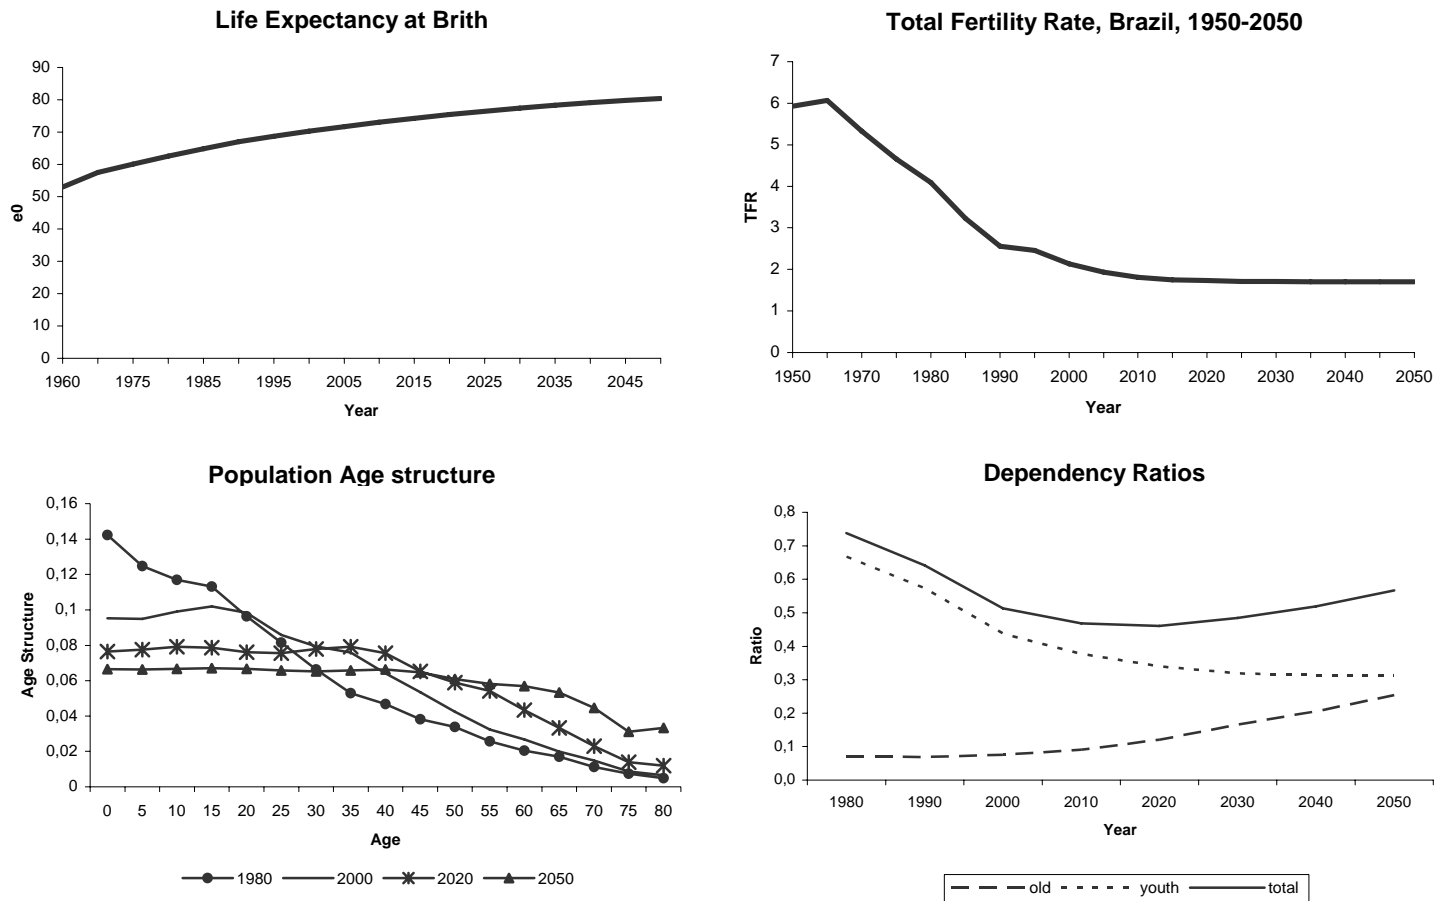 Life Expectancy at Brith
90
80
70
60
50
40
30
20
10
0
e0
1960 1975 1985 1995 2005 2015 2025 2035 2045
Year
Total Fertility Rate, Brazil, 1950-2050
7
6
5
4
3
2
1
0
TFR
1950 1970 1980 1990 2000 2010 2020 2030 2040 2050
Year
Population Age structure
0,16
0,14
0,12
0,1
0,08
0,06
0,04
0,02
0
Age Structure
0 5 10 15 20 25 30 35 40 45 50 55 60 65 70 75 80
Age
1980 2000 2020 2050
Dependency Ratios
0,8
0,7
0,6
0,5
0,4
0,3
0,2
0,1
0,0
Ratio
1980 1990 2000 2010 2020 2030 2040 2050
Year
old youth total